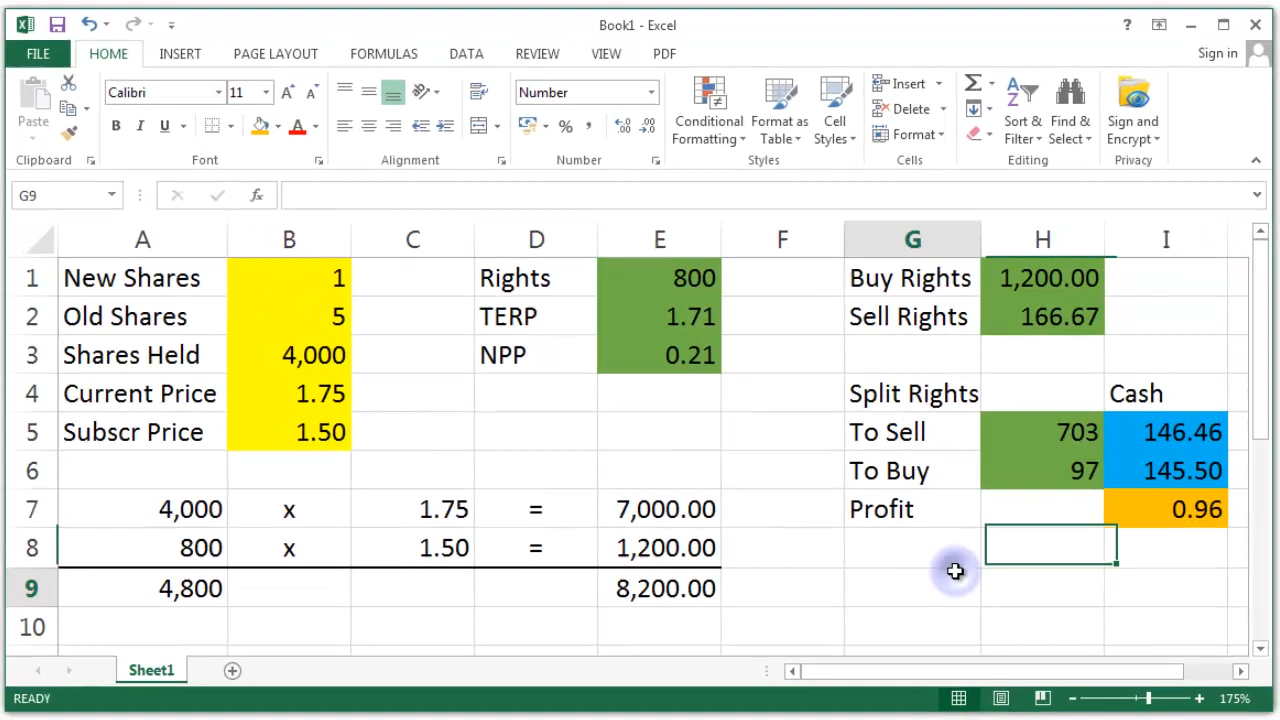 Book1 - Excel
?
FILE HOME INSERT PAGE LAYOUT FORMULAS DATA REVIEW VIEW PDF Sign in
Paste Calibri 11 Number Conditional Formatting Format as Table Cell Styles Insert Delete Format Sort & Filter Find & Select Sign and Encrypt
B I U A % ,
Clipboard Font Alignment Number Styles Cells Editing Privacy
G9 fx
A B C D E F G H I
1 New Shares 1 Rights 800 Buy Rights 1,200.00
2 Old Shares 5 TERP 1.71 Sell Rights 166.67
3 Shares Held 4,000 NPP 0.21
4 Current Price 1.75 Split Rights Cash
5 Subscr Price 1.50 To Sell 703 146.46
6 To Buy 97 145.50
7 4,000 x 1.75 = 7,000.00 Profit 0.96
8 800 x 1.50 = 1,200.00
9 4,800 8,200.00
10
Sheet1
READY 175%